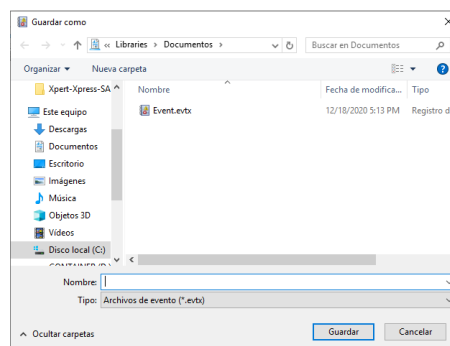 Guardar como
« Libraries > Documentos >
Buscar en Documentos
Organizar Nueva carpeta
Xpert-Xpress-SA
Este equipo
Descargas
Documentos
Escritorio
Imágenes
Música
Objetos 3D
Vídeos
Disco local (C:)
Nombre Fecha de modifica... Tipo
Event.evtx 12/18/2020 5:13 PM Registro d
Nombre:
Tipo: Archivos de evento (*.evtx)
Ocultar carpetas Guardar Cancelar